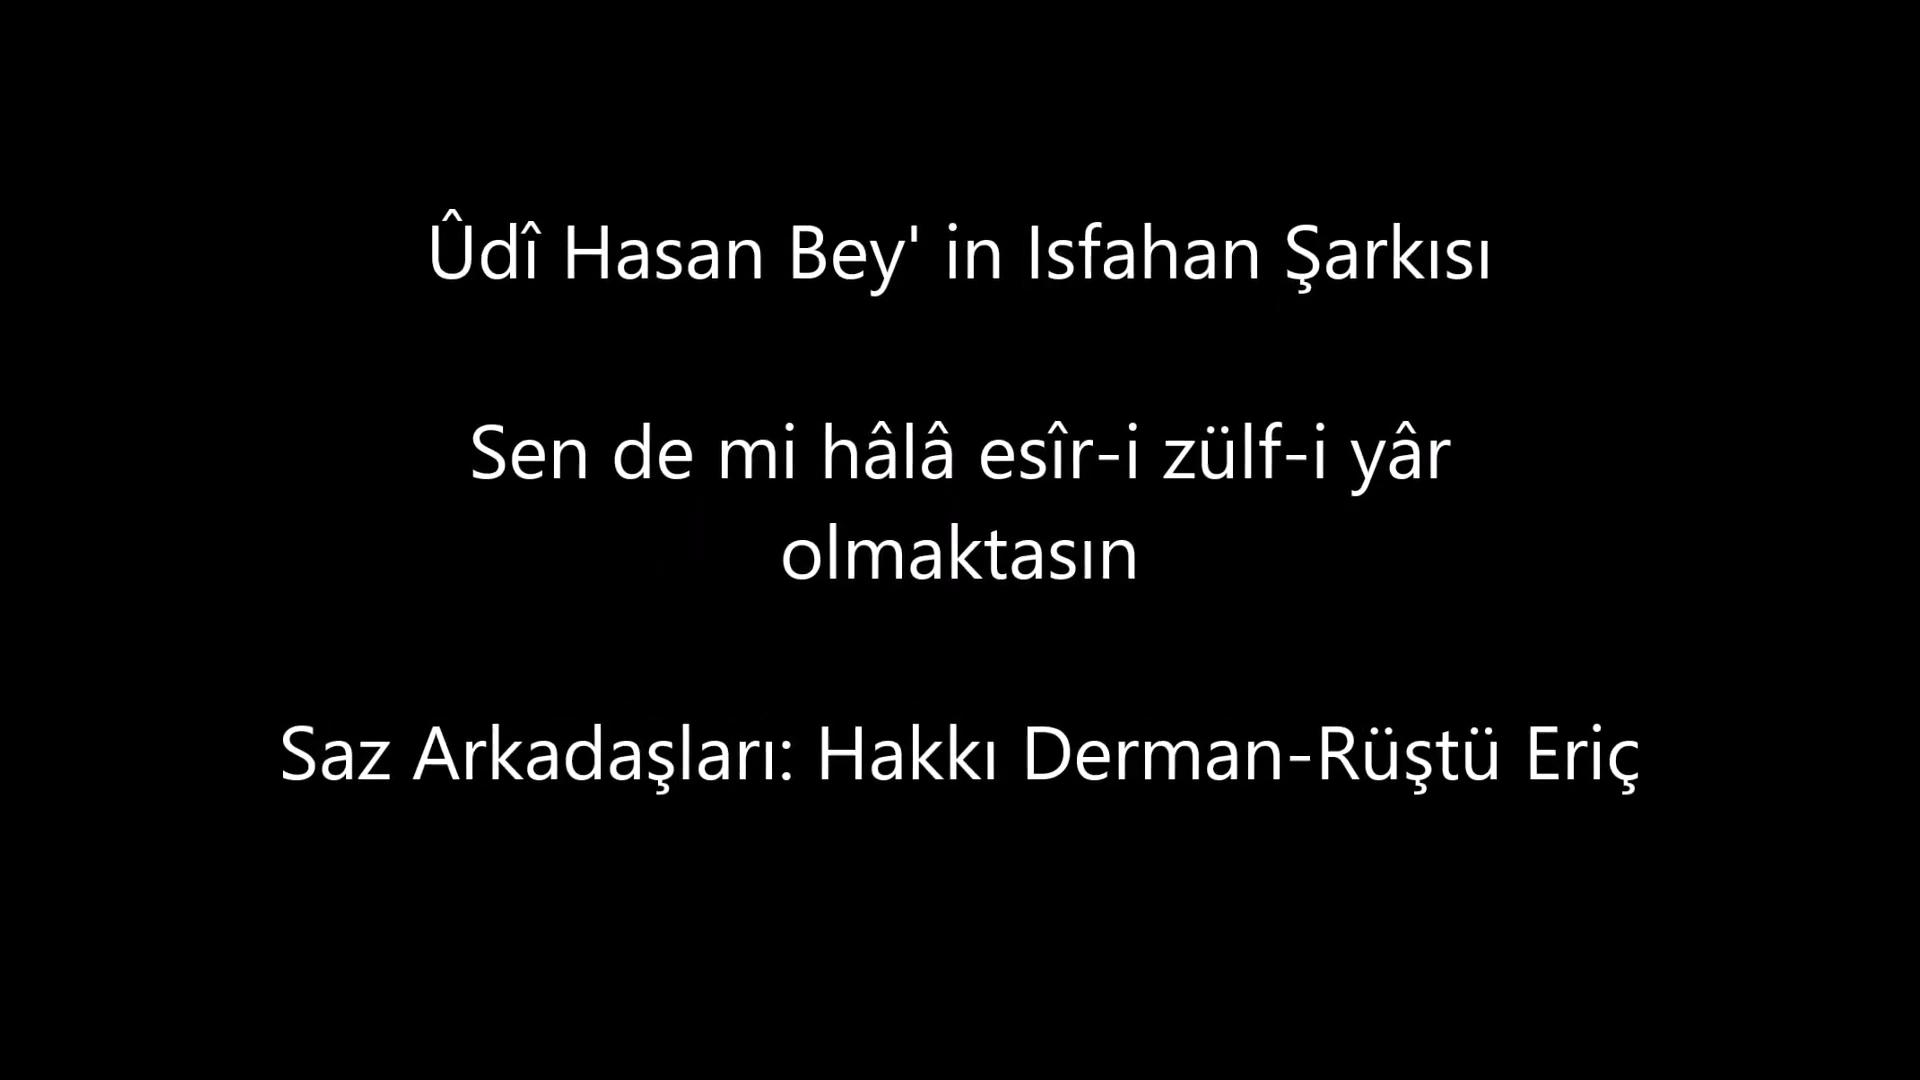 Ûdî Hasan Bey' in Isfahan Şarkısı
Sen de mi hâlâ esîr-i zülf-i yâr
olmaktasın
Saz Arkadaşları: Hakkı Derman-Rüştü Eriç